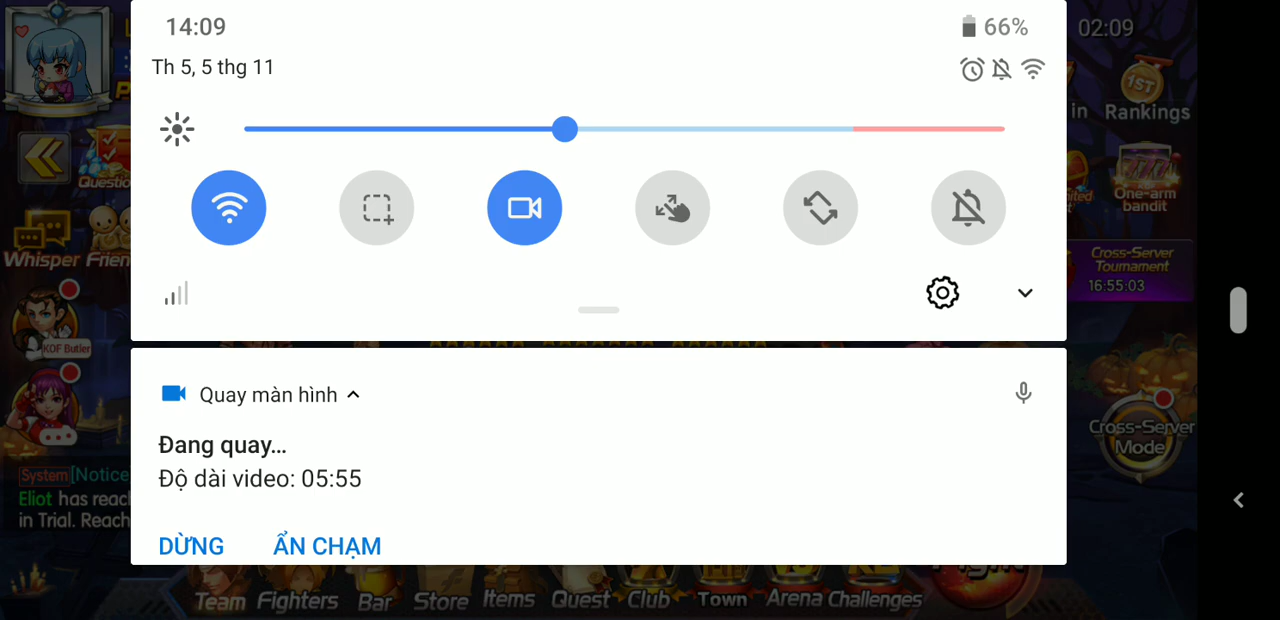 14:09
66%
02:09
Th 5, 5 thg 11
1ST
in
Rankings
777
One-arm
bandit
Whisper
Cross-Server
Tournament
16:55:03
KOF Butler
Quay màn hình
Đang quay...
Độ dài video: 05:55
Cross-Server
Mode
System [Notice
Eliot has reac
in Trial. Reach
DỪNG
ẨN CHẠM
Team
Fighters
Bar
Store
Items
Quest
Club
Town
Arena
Challenges